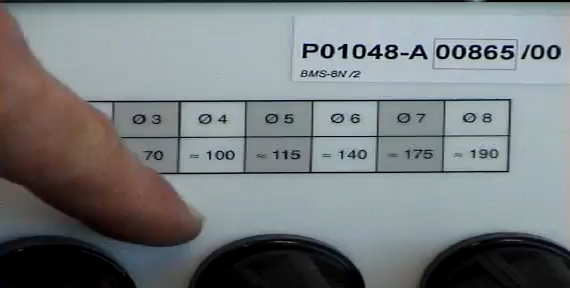 P01048-A 00865 /00
BMS-8N /2
Ø 3 Ø 4 Ø 5 Ø 6 Ø 7 Ø 8
70 ≈ 100 ≈ 115 ≈ 140 ≈ 175 ≈ 190